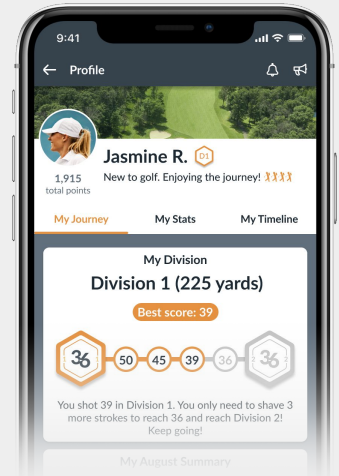 9:41
Profile
Jasmine R. D1
1,915
total points
New to golf. Enjoying the journey!
My Journey My Stats My Timeline
My Division
Division 1 (225 yards)
Best score: 39
36 50 45 39 36 36
You shot 39 in Division 1. You only need to shave 3
more strokes to reach 36 and reach Division 2!
Keep going!
My August Summary